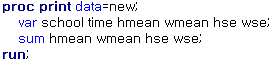 proc print data=new;
var school time hmean wmean hse wse;
sum hmean wmean hse wse;
run;